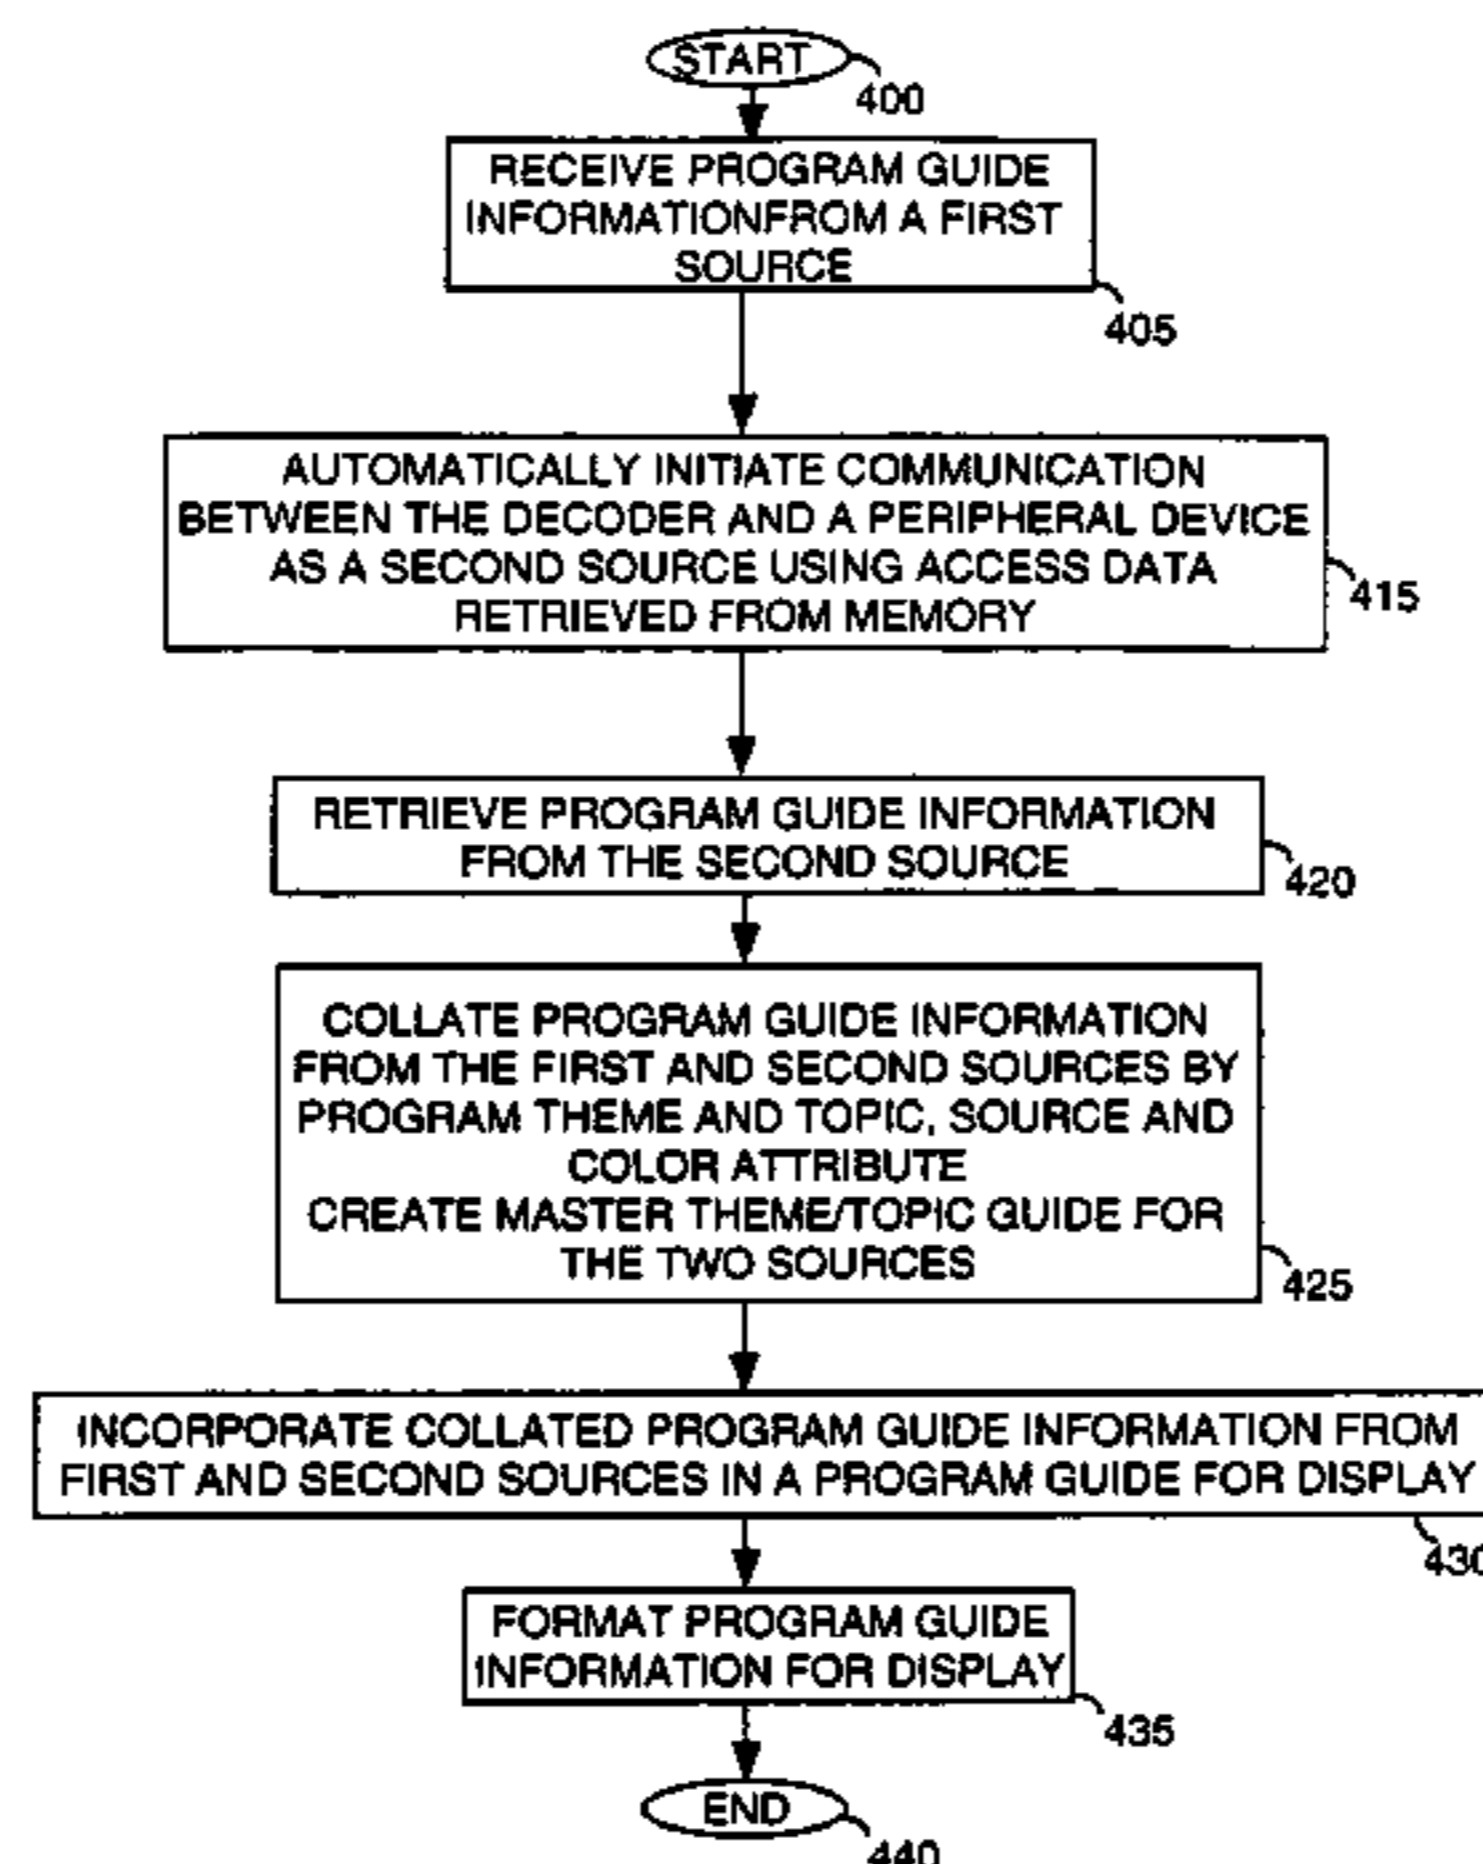 START
400
RECEIVE PROGRAM GUIDE
INFORMATIONFROM A FIRST
SOURCE
405
AUTOMATICALLY INITIATE COMMUNICATION
BETWEEN THE DECODER AND A PERIPHERAL DEVICE
AS A SECOND SOURCE USING ACCESS DATA
RETRIEVED FROM MEMORY
415
RETRIEVE PROGRAM GUIDE INFORMATION
FROM THE SECOND SOURCE
420
COLLATE PROGRAM GUIDE INFORMATION
FROM THE FIRST AND SECOND SOURCES BY
PROGRAM THEME AND TOPIC, SOURCE AND
COLOR ATTRIBUTE
CREATE MASTER THEME/TOPIC GUIDE FOR
THE TWO SOURCES
425
INCORPORATE COLLATED PROGRAM GUIDE INFORMATION FROM
FIRST AND SECOND SOURCES IN A PROGRAM GUIDE FOR DISPLAY
430
FORMAT PROGRAM GUIDE
INFORMATION FOR DISPLAY
435
END
440